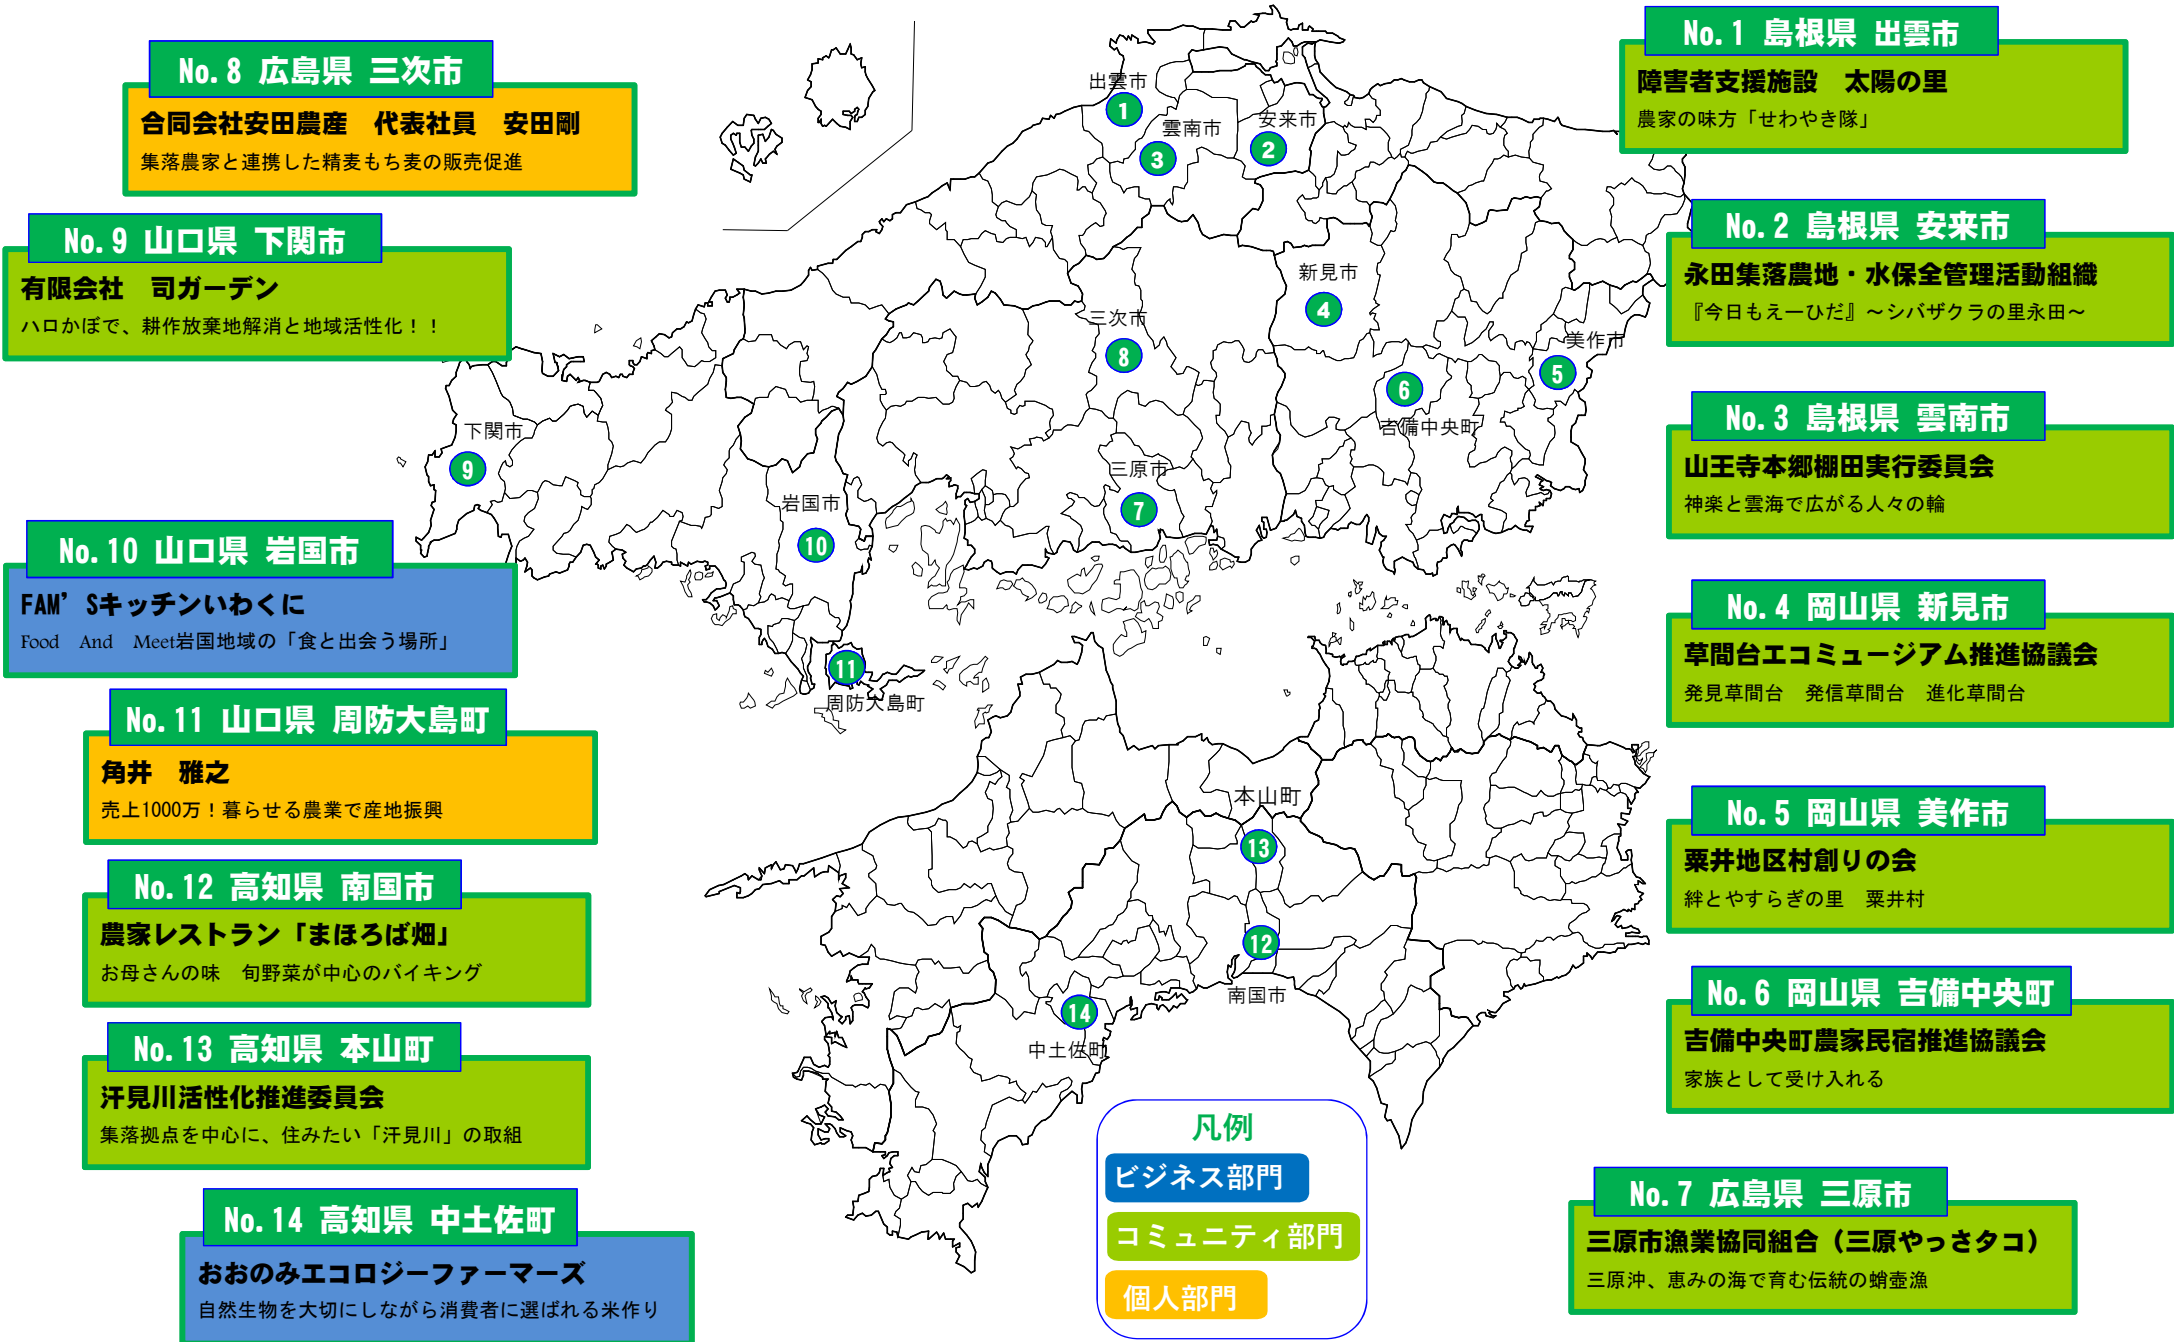 No.8 広島県 三次市
合同会社安田農産　代表社員　安田剛
集落農家と連携した精麦もち麦の販売促進
No.9 山口県 下関市
有限会社　司ガーデン
ハロかぼで、耕作放棄地解消と地域活性化！！
No.10 山口県 岩国市
FAM’Sキッチンいわくに
Food　And　Meet岩国地域の「食と出会う場所」
No.11 山口県 周防大島町
角井　雅之
売上1000万！暮らせる農業で産地振興
No.12 高知県 南国市
農家レストラン「まほろば畑」
お母さんの味　旬野菜が中心のバイキング
No.13 高知県 本山町
汗見川活性化推進委員会
集落拠点を中心に、住みたい「汗見川」の取組
No.14 高知県 中土佐町
おおのみエコロジーファーマーズ
自然生物を大切にしながら消費者に選ばれる米作り
出雲市
1
雲南市
3
安来市
2
新見市
4
三次市
8
美作市
5
6
吉備中央町
下関市
9
三原市
7
岩国市
10
11
周防大島町
本山町
13
12
南国市
14
中土佐町
凡例
ビジネス部門
コミュニティ部門
個人部門
No.1 島根県 出雲市
障害者支援施設　太陽の里
農家の味方「せわやき隊」
No.2 島根県 安来市
永田集落農地・水保全管理活動組織
『今日もえーひだ』～シバザクラの里永田～
No.3 島根県 雲南市
山王寺本郷棚田実行委員会
神楽と雲海で広がる人々の輪
No.4 岡山県 新見市
草間台エコミュージアム推進協議会
発見草間台　発信草間台　進化草間台
No.5 岡山県 美作市
粟井地区村創りの会
絆とやすらぎの里　粟井村
No.6 岡山県 吉備中央町
吉備中央町農家民宿推進協議会
家族として受け入れる
No.7 広島県 三原市
三原市漁業協同組合（三原やっさタコ）
三原沖、恵みの海で育む伝統の蛸壺漁